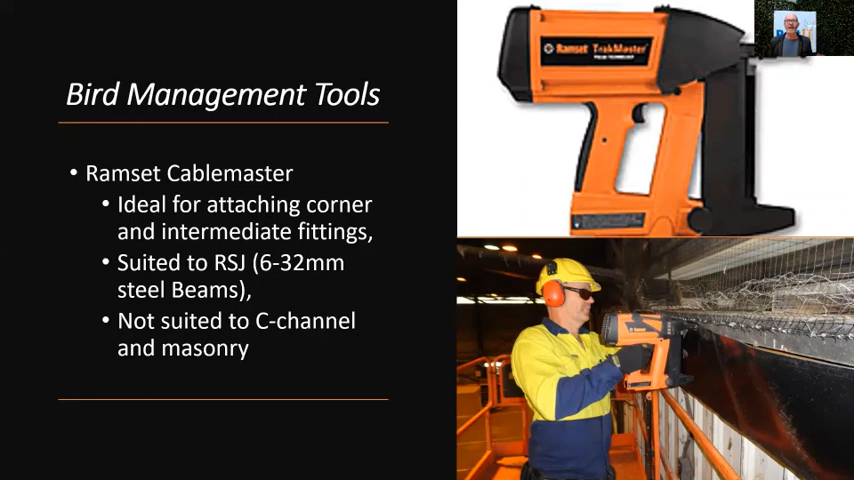 Bird Management Tools
• Ramset Cablemaster
• Ideal for attaching corner
and intermediate fittings,
• Suited to RSJ (6-32mm
steel Beams),
• Not suited to C-channel
and masonry
Ramset TrakMaster